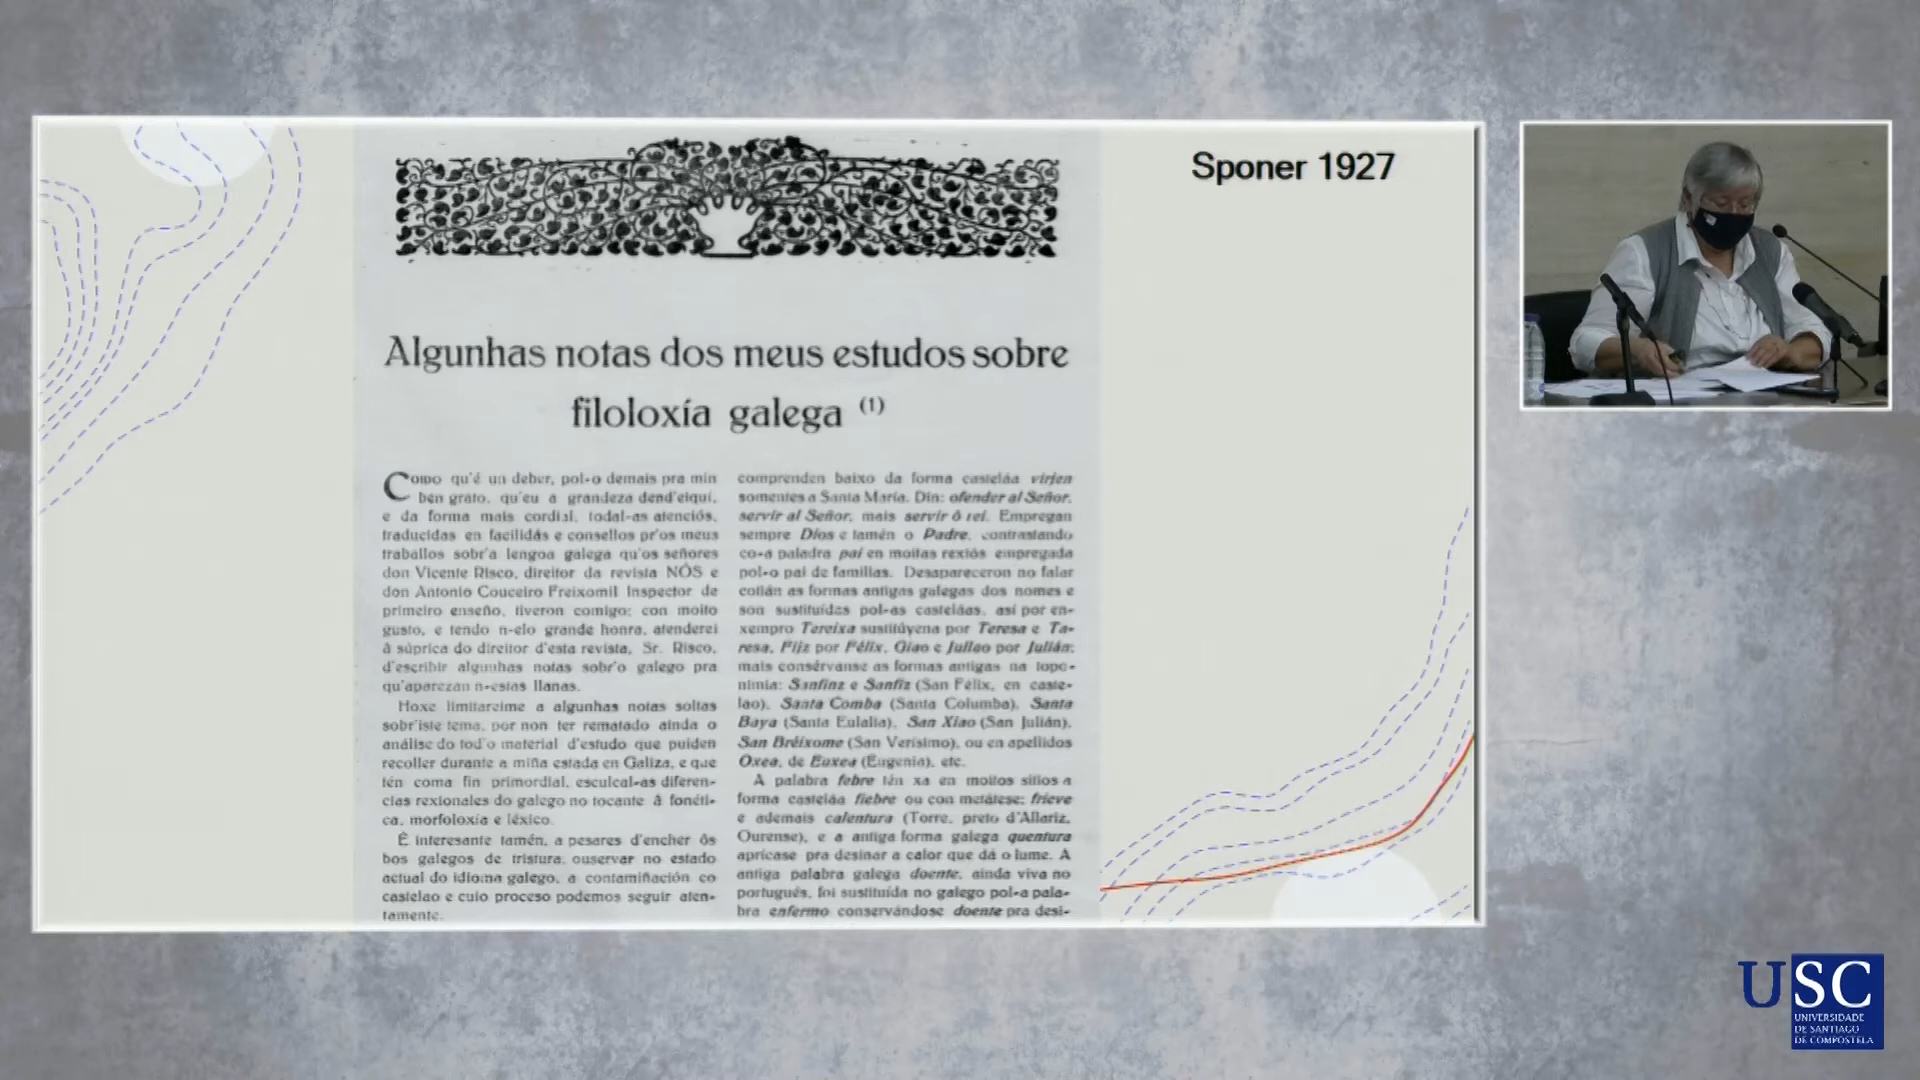 Sponer 1927
Algunhas notas dos meus estudos sobre
filoloxía galega (1)
Coido qu'é un deber, pol-o demais pra min
ben grato, qu'eu a grandeza dend'eiquí,
e da forma mais cordial, todal-as atenciós,
traducidas en facilidás e consellos pr'os meus
traballos sobr'a lengoa galega qu'os señores
don Vicente Risco, direitor da revista NÓS e
don Antonio Couceiro Freixomil Inspector de
primeiro enseño, tiveron comigo; con moito
gusto, e tendo n-elo grande honra, atenderei
â súprica do direitor d'esta revista, Sr. Risco,
d'escribir algunhas notas sobr'o galego pra
qu'aparezan n-estas llanas.
Hoxe limitareime a algunhas notas soltas
sobr'iste tema, por non ter rematado ainda o
análise do tod'o material d'estudo que puiden
recoller durante a miña estada en Galiza, e que
tén coma fin primordial, esculcal-as diferen-
cias rexionales do galego no tocante â fonéti-
ca, morfoloxía e léxico.
É interesante tamén, a pesares d'encher ôs
bos galegos de tristura, ouservar no estado
actual do idioma galego, a contamiñación co
castelao e cuio proceso podemos seguir aten-
tamente.
comprenden baixo da forma casteláa virjen
somentes a Santa María. Din: ofender al Señor,
servir al Señor, mais servir ô rei. Empregan
sempre Dios e tamén o Padre, contrastando
co-a paladra pai en moitas rexiós empregada
pol-o pai de familias. Desapareceron no falar
cotián as formas antigas galegas dos nomes e
son sustituídas pol-as casteláas, así por en-
xempro Tereixa sustitúyena por Teresa e Ta-
resa, Fijz por Félix, Giao e Jullao por Julián;
mais consérvanse as formas antigas na topo-
nimia: Sanfinz e Sanfiz (San Félix, en caste-
lao), Santa Comba (Santa Columba), Santa
Baya (Santa Eulalia), San Xiao (San Julián),
San Bréixome (San Verísimo), ou en apellidos
Oxea, de Euxea (Eugenia), etc.
A palabra febre tén xa en moitos sitios a
forma casteláa fiebre ou con metátese: frieve
e ademais calentura (Torre, preto d'Allariz,
Ourense), e a antiga forma galega quentura
aprícase pra desinar a calor que dá o lume. A
antiga palabra galega doente, ainda viva no
portugués, foi sustituída no galego pol-a pala-
bra enfermo conservándose doente pra desi-
USC
UNIVERSIDADE
DE SANTIAGO
DE COMPOSTELA